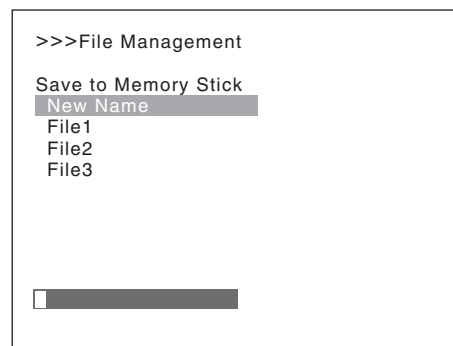 >>>File Management
Save to Memory Stick
New Name
File1
File2
File3